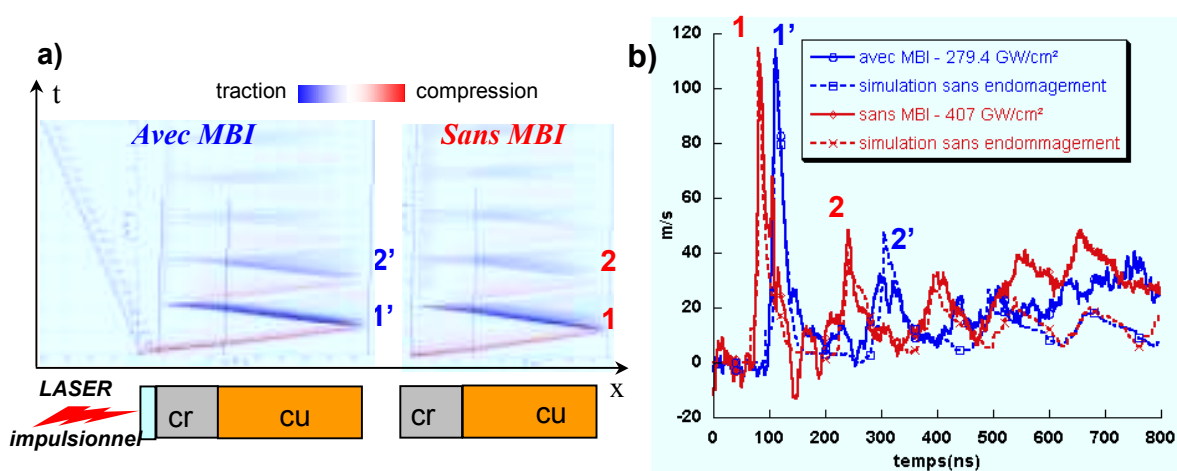 a)
t
traction
compression
Avec MBI
Sans MBI
2'
1'
2
1
x
LASER
impulsionnel
cr
cu
cr
cu
b)
1
1'
2
2'
avec MBI - 279.4 GW/cm²
simulation sans endomagement
sans MBI - 407 GW/cm²
simulation sans endommagement
m/s
120
100
80
60
40
20
0
-20
0 100 200 300 400 500 600 700 800
temps(ns)